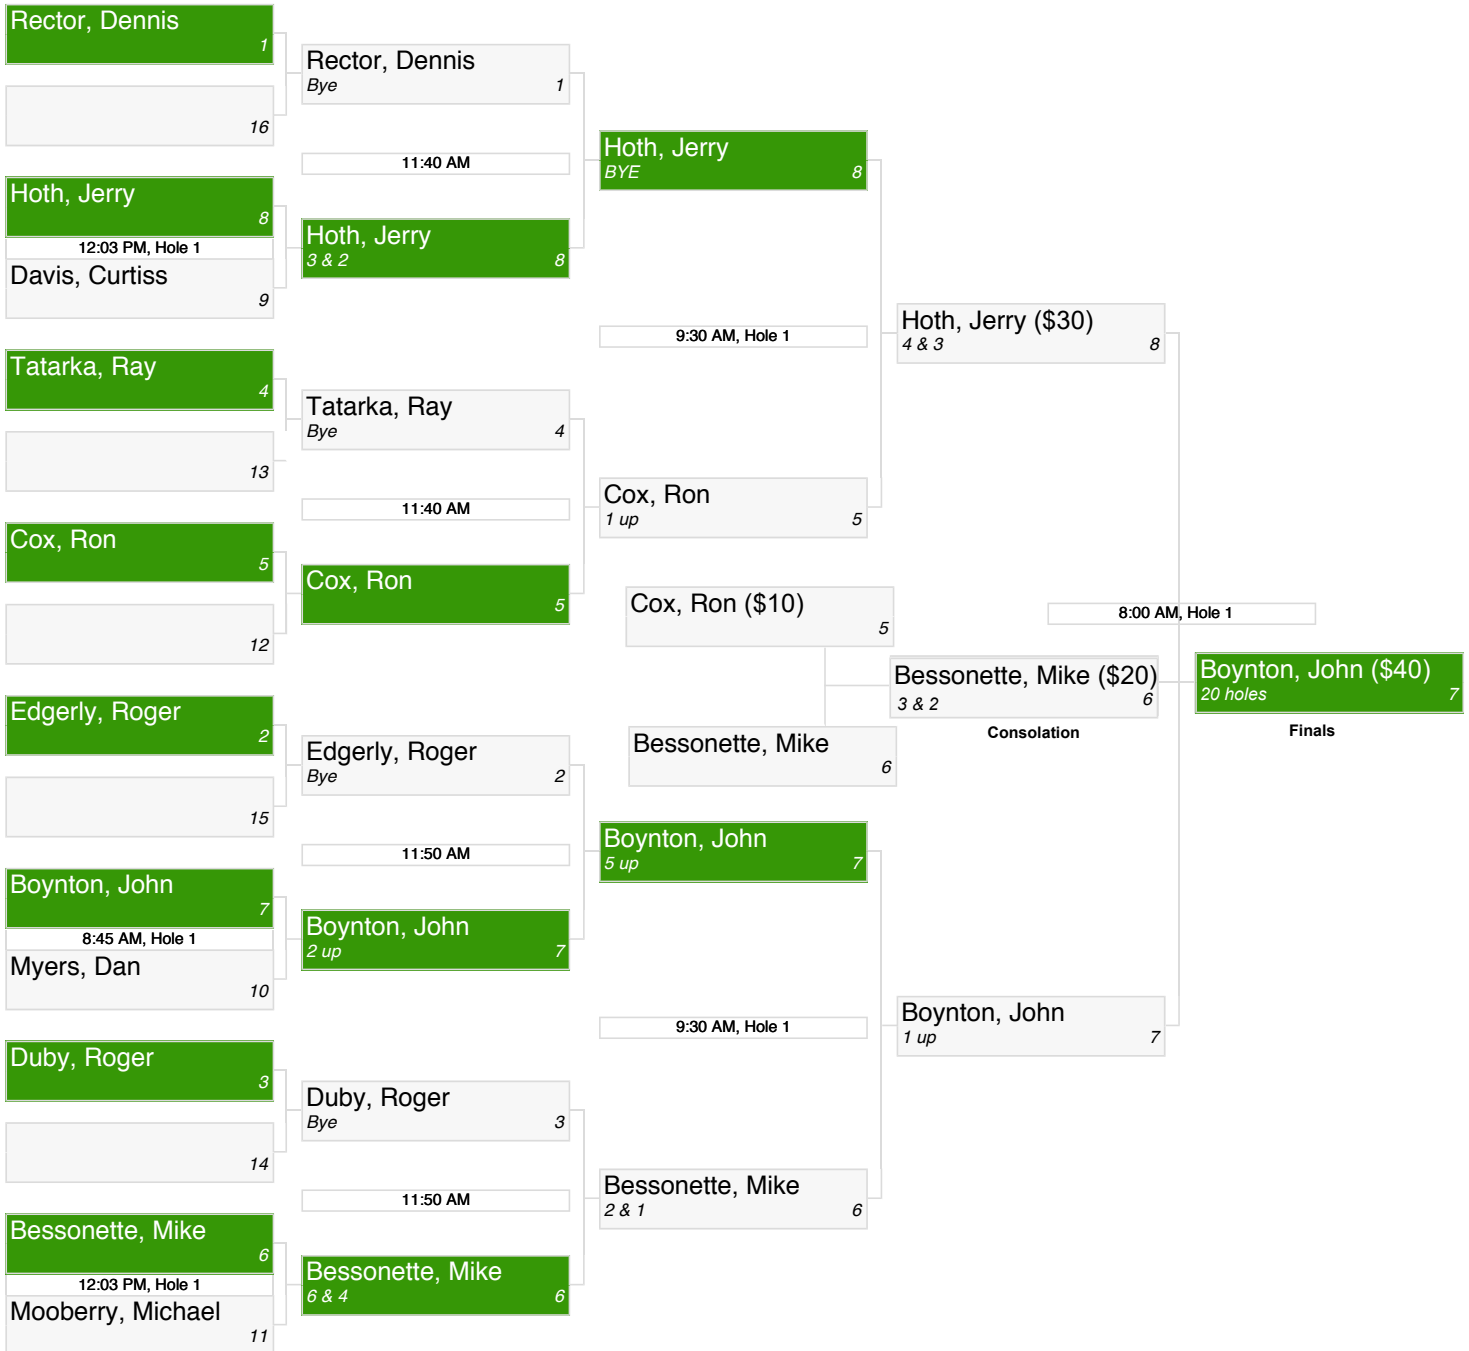 Rector, Dennis
1
16
Hoth, Jerry
8
12:03 PM, Hole 1
Davis, Curtiss
9
Tatarka, Ray
4
13
Cox, Ron
5
12
Edgerly, Roger
2
15
Boynton, John
7
8:45 AM, Hole 1
Myers, Dan
10
Duby, Roger
3
14
Bessonette, Mike
6
12:03 PM, Hole 1
Mooberry, Michael
11
Rector, Dennis
Bye 1
11:40 AM
Hoth, Jerry
3 & 2 8
Tatarka, Ray
Bye 4
11:40 AM
Cox, Ron
5
Edgerly, Roger
Bye 2
11:50 AM
Boynton, John
2 up 7
Duby, Roger
Bye 3
11:50 AM
Bessonette, Mike
6 & 4 6
Hoth, Jerry
BYE 8
9:30 AM, Hole 1
Cox, Ron
1 up 5
Cox, Ron ($10)
5
Bessonette, Mike
6
Boynton, John
5 up 7
9:30 AM, Hole 1
Bessonette, Mike
2 & 1 6
Hoth, Jerry ($30)
4 & 3 8
Bessonette, Mike ($20)
3 & 2 6
Consolation
Boynton, John
1 up 7
8:00 AM, Hole 1
Boynton, John ($40)
20 holes 7
Finals